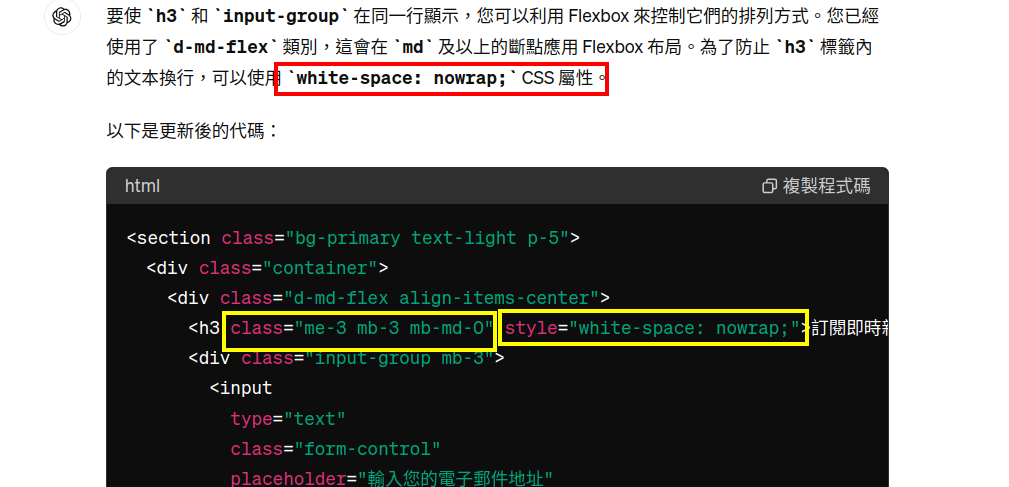 要使 `h3` 和 `input-group` 在同一行顯示，您可以利用 Flexbox 來控制它們的排列方式。您已經
使用了 `d-md-flex` 類別，這會在 `md` 及以上的斷點應用 Flexbox 布局。為了防止 `h3` 標籤內
的文本換行，可以使用 `white-space: nowrap;` CSS 屬性。
以下是更新後的代碼：
html 複製程式碼
<section class="bg-primary text-light p-5">
<div class="container">
<div class="d-md-flex align-items-center">
<h3 class="me-3 mb-3 mb-md-0" style="white-space: nowrap;">訂閱即時新
<div class="input-group mb-3">
<input
type="text"
class="form-control"
placeholder="輸入您的電子郵件地址"